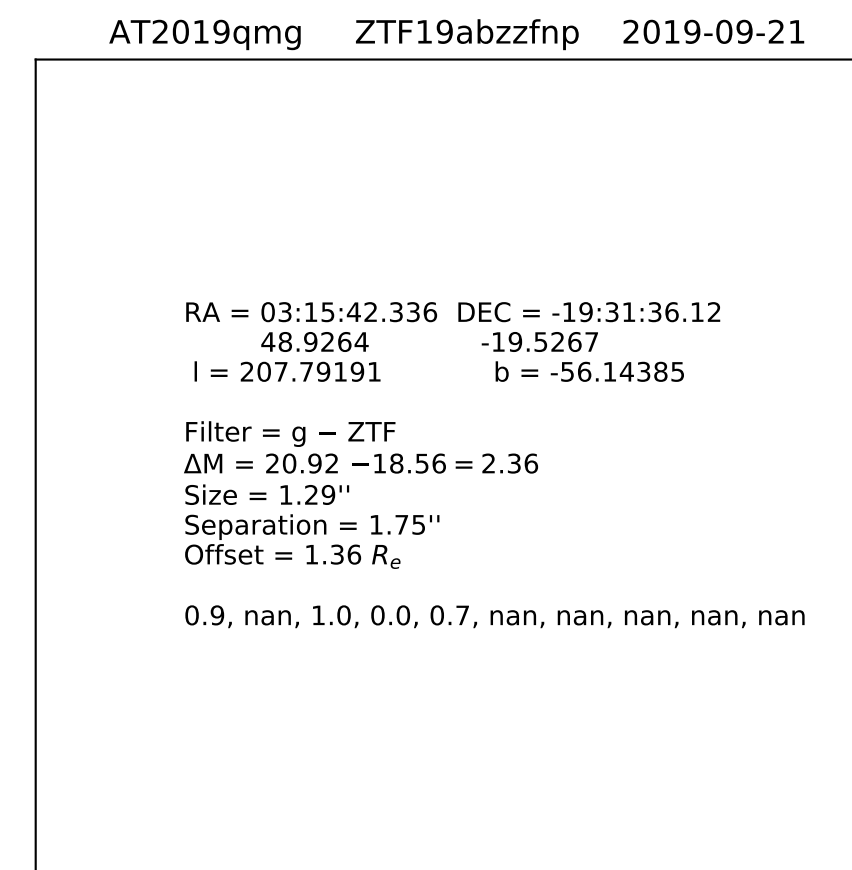 AT2019qmg ZTF19abzzfnp 2019-09-21
RA = 03:15:42.336 DEC = -19:31:36.12
48.9264 -19.5267
l = 207.79191 b = -56.14385
Filter = g − ZTF
ΔM = 20.92 −18.56 = 2.36
Size = 1.29''
Separation = 1.75''
Offset = 1.36 Rₑ
0.9, nan, 1.0, 0.0, 0.7, nan, nan, nan, nan, nan